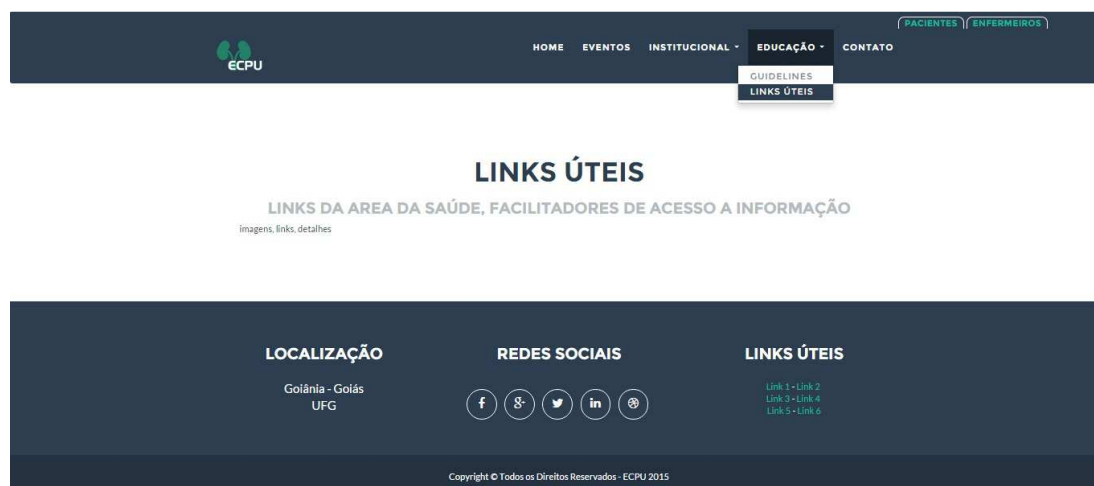 PACIENTES ENFERMEIROS
ECPU
HOME EVENTOS INSTITUCIONAL EDUCAÇÃO CONTATO
GUIDELINES
LINKS ÚTEIS
LINKS ÚTEIS
LINKS DA AREA DA SAÚDE, FACILITADORES DE ACESSO A INFORMAÇÃO
imagens, links, detalhes
LOCALIZAÇÃO
Goiânia - Goiás
UFG
REDES SOCIAIS
f g+ in
LINKS ÚTEIS
Link 1 - Link 2
Link 3 - Link 4
Link 5 - Link 6
Copyright © Todos os Direitos Reservados - ECPU 2015